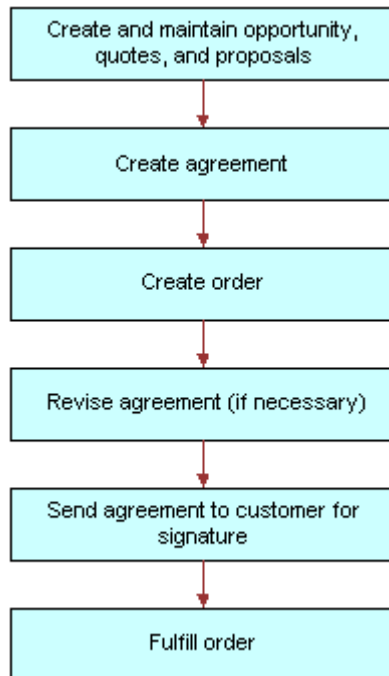 Create and maintain opportunity,
quotes, and proposals
Create agreement
Create order
Revise agreement (if necessary)
Send agreement to customer for
signature
Fulfill order